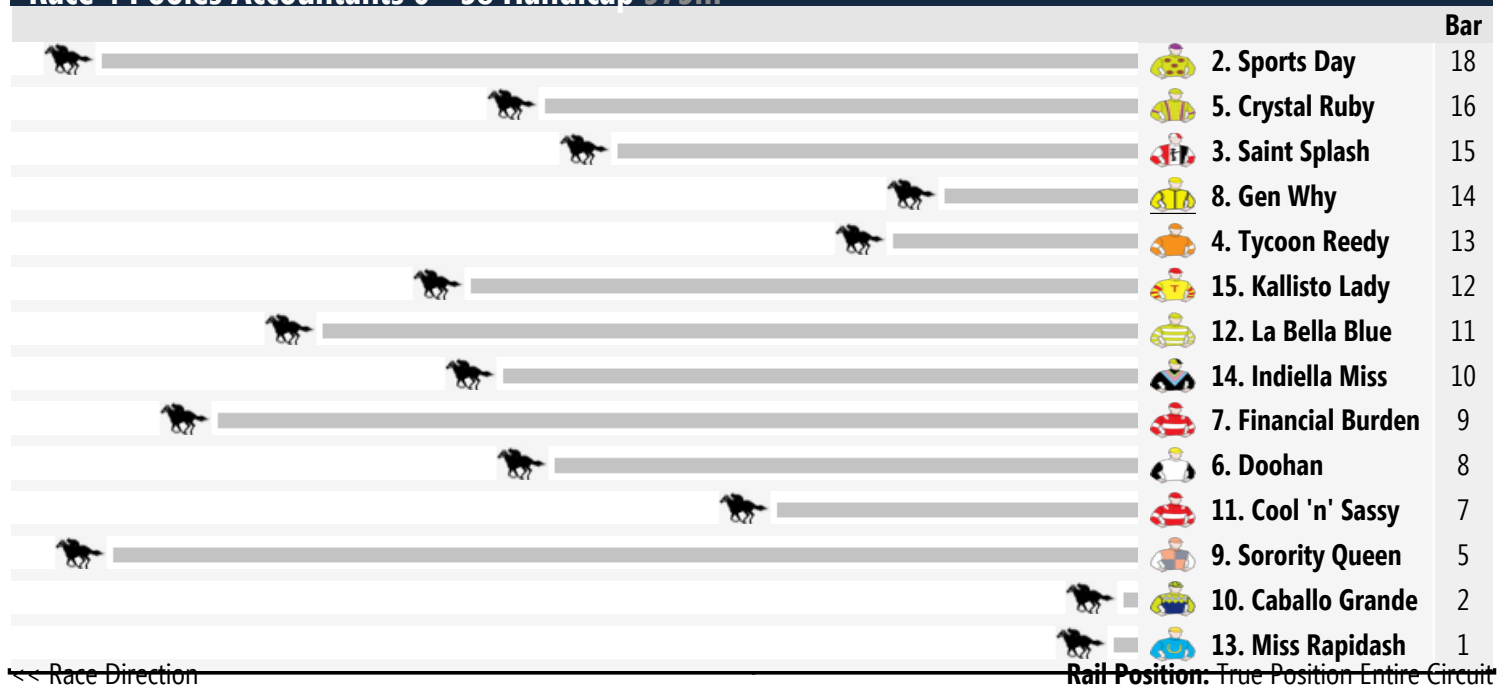 Bar
2. Sports Day 18
5. Crystal Ruby 16
3. Saint Splash 15
8. Gen Why 14
4. Tycoon Reedy 13
15. Kallisto Lady 12
12. La Bella Blue 11
14. Indiella Miss 10
7. Financial Burden 9
6. Doohan 8
11. Cool 'n' Sassy 7
9. Sorority Queen 5
10. Caballo Grande 2
13. Miss Rapidash 1
<< Race Direction Rail Position: True Position Entire Circuit